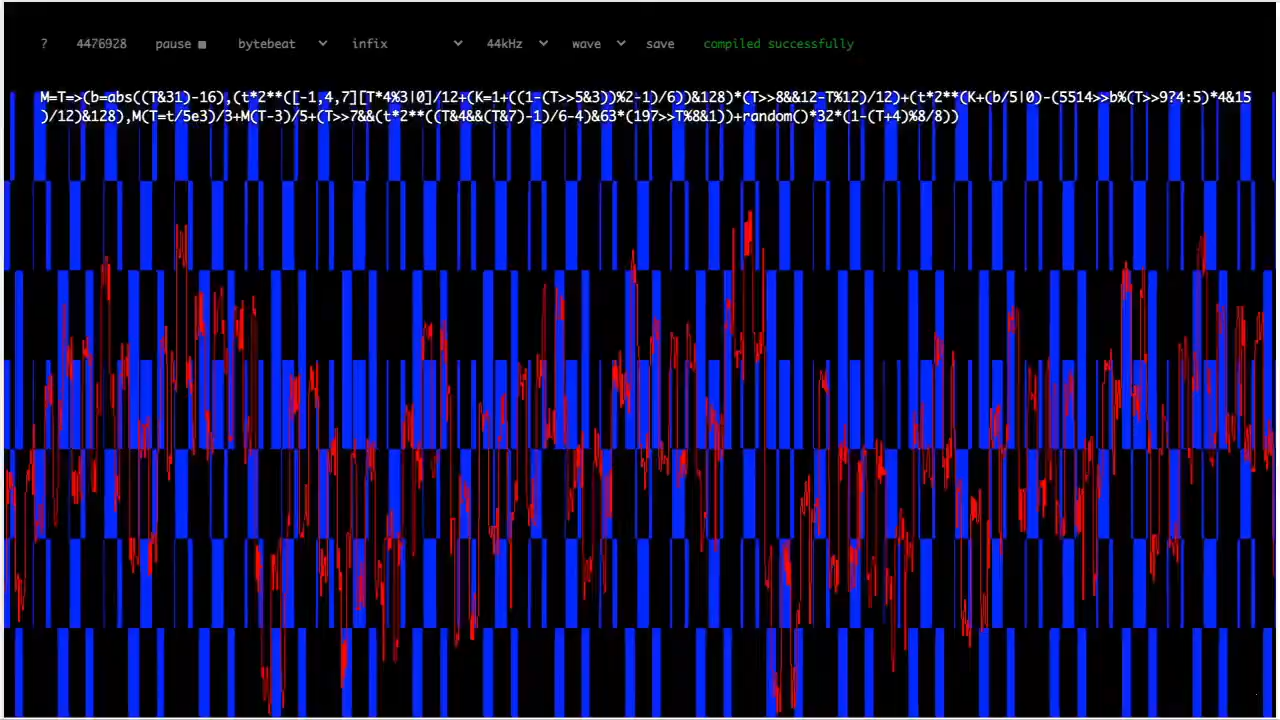 ? 4476928 pause ■ bytebeat infix 44kHz wave save compiled successfully
M=T=>(b=abs((T&31)-16),(t*2**([-1,4,7][T*4%3|0]/12+(K=1+((1-(T>>5&3))%2-1)/6))&128)*(T>>8&&12-T%12)/12)+(t*2**(K+(b/5|0)-(5514>>b%(T>>9?4:5)*4&15
)/12)&128),M(T=t/5e3)/3+M(T-3)/5+(T>>7&&(t*2**((T&4&&(T&7)-1)/6-4)&63*(197>>T%8&1))+random()*32*(1-(T+4)%8/8))